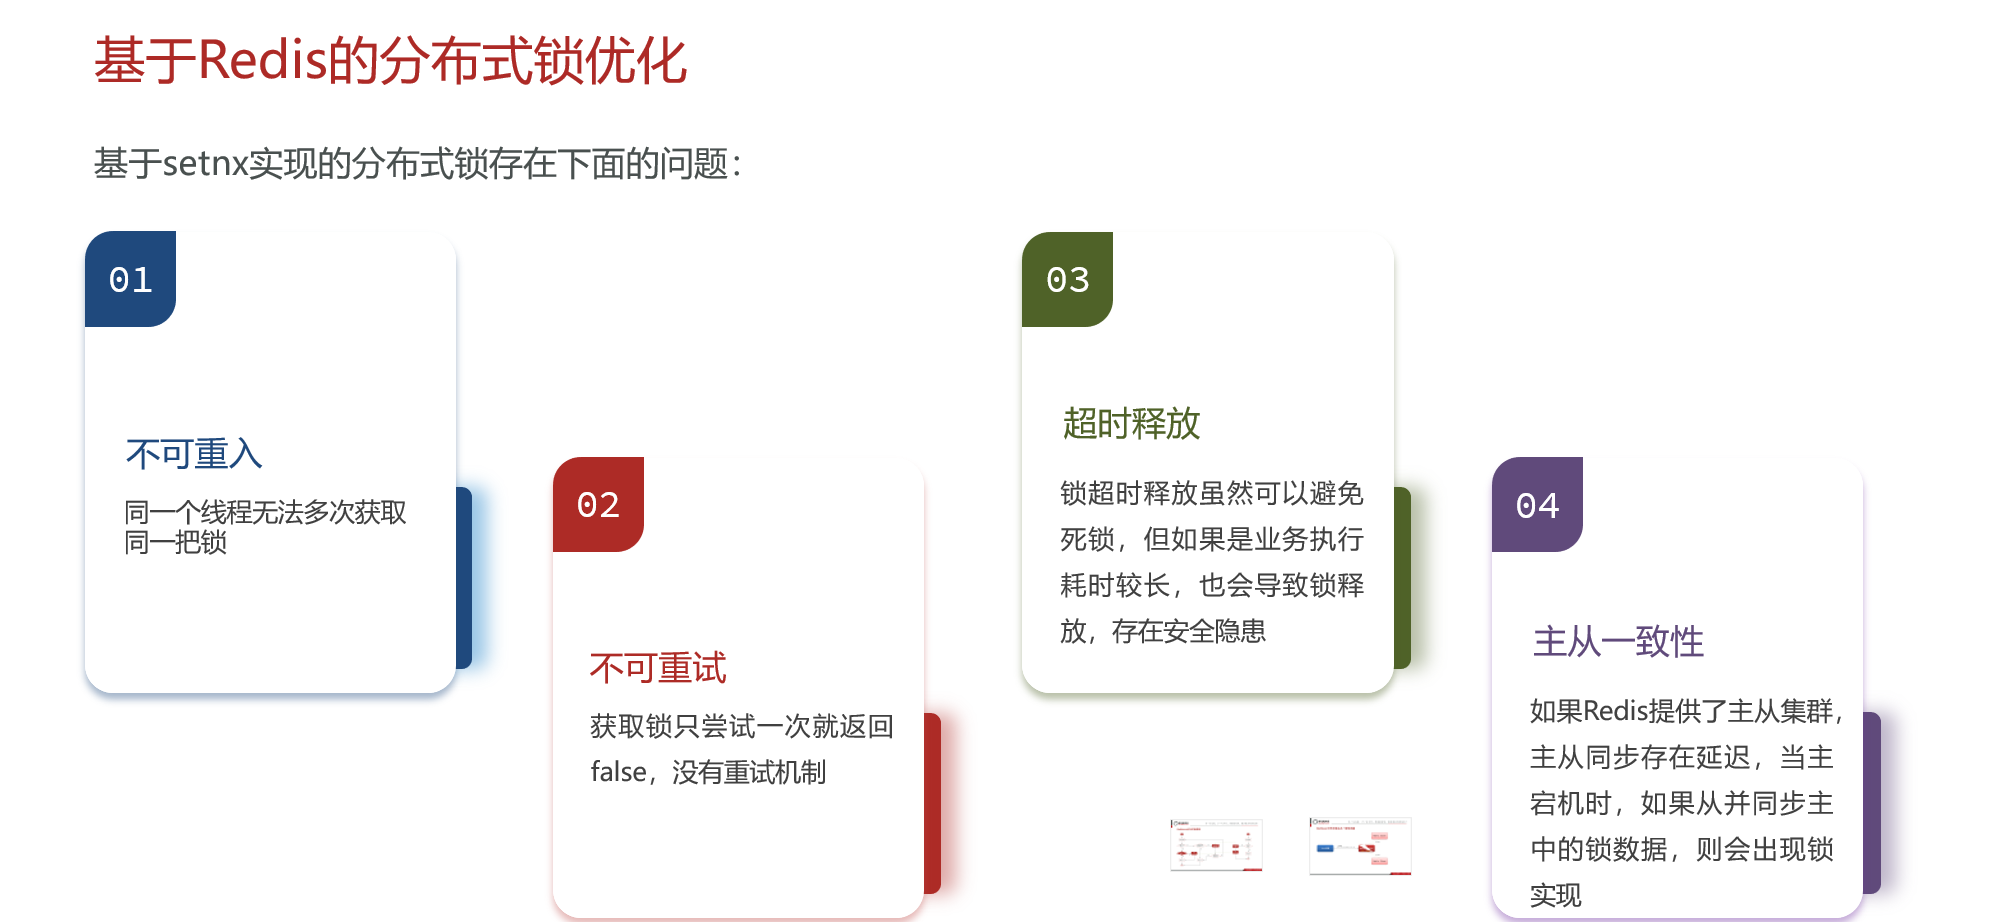 基于Redis的分布式锁优化
基于setnx实现的分布式锁存在下面的问题：
01
不可重入
同一个线程无法多次获取
同一把锁
02
不可重试
获取锁只尝试一次就返回
false，没有重试机制
03
超时释放
锁超时释放虽然可以避免
死锁，但如果是业务执行
耗时较长，也会导致锁释
放，存在安全隐患
04
主从一致性
如果Redis提供了主从集群，
主从同步存在延迟，当主
宕机时，如果从并同步主
中的锁数据，则会出现锁
实现